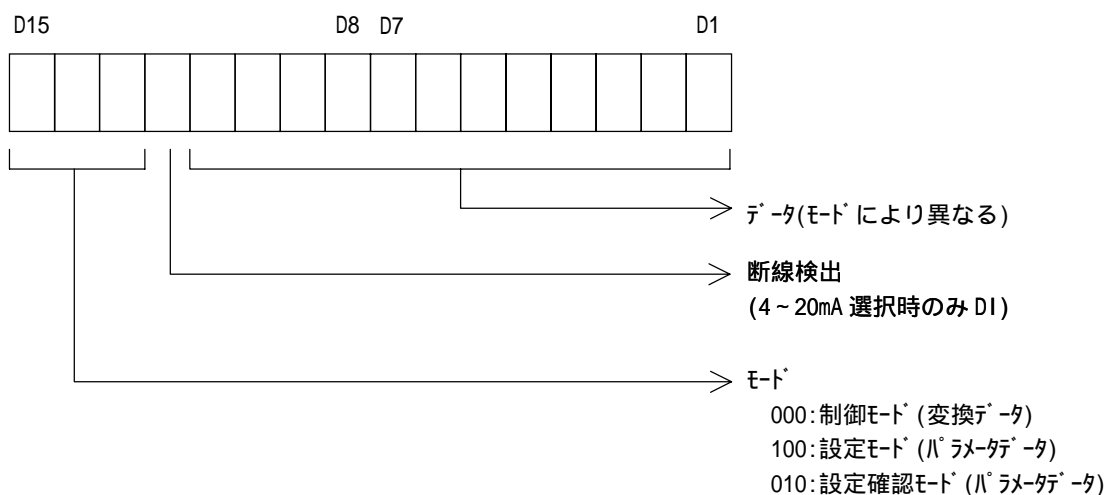 D15 D8 D7 D1
ﾃﾞｰﾀ(ﾓｰﾄﾞにより異なる)
断線検出
(4～20mA 選択時のみ DI)
ﾓｰﾄﾞ
000:制御ﾓｰﾄﾞ(変換ﾃﾞｰﾀ)
100:設定ﾓｰﾄﾞ(ﾊﾟﾗﾒｰﾀﾃﾞｰﾀ)
010:設定確認ﾓｰﾄﾞ(ﾊﾟﾗﾒｰﾀﾃﾞｰﾀ)